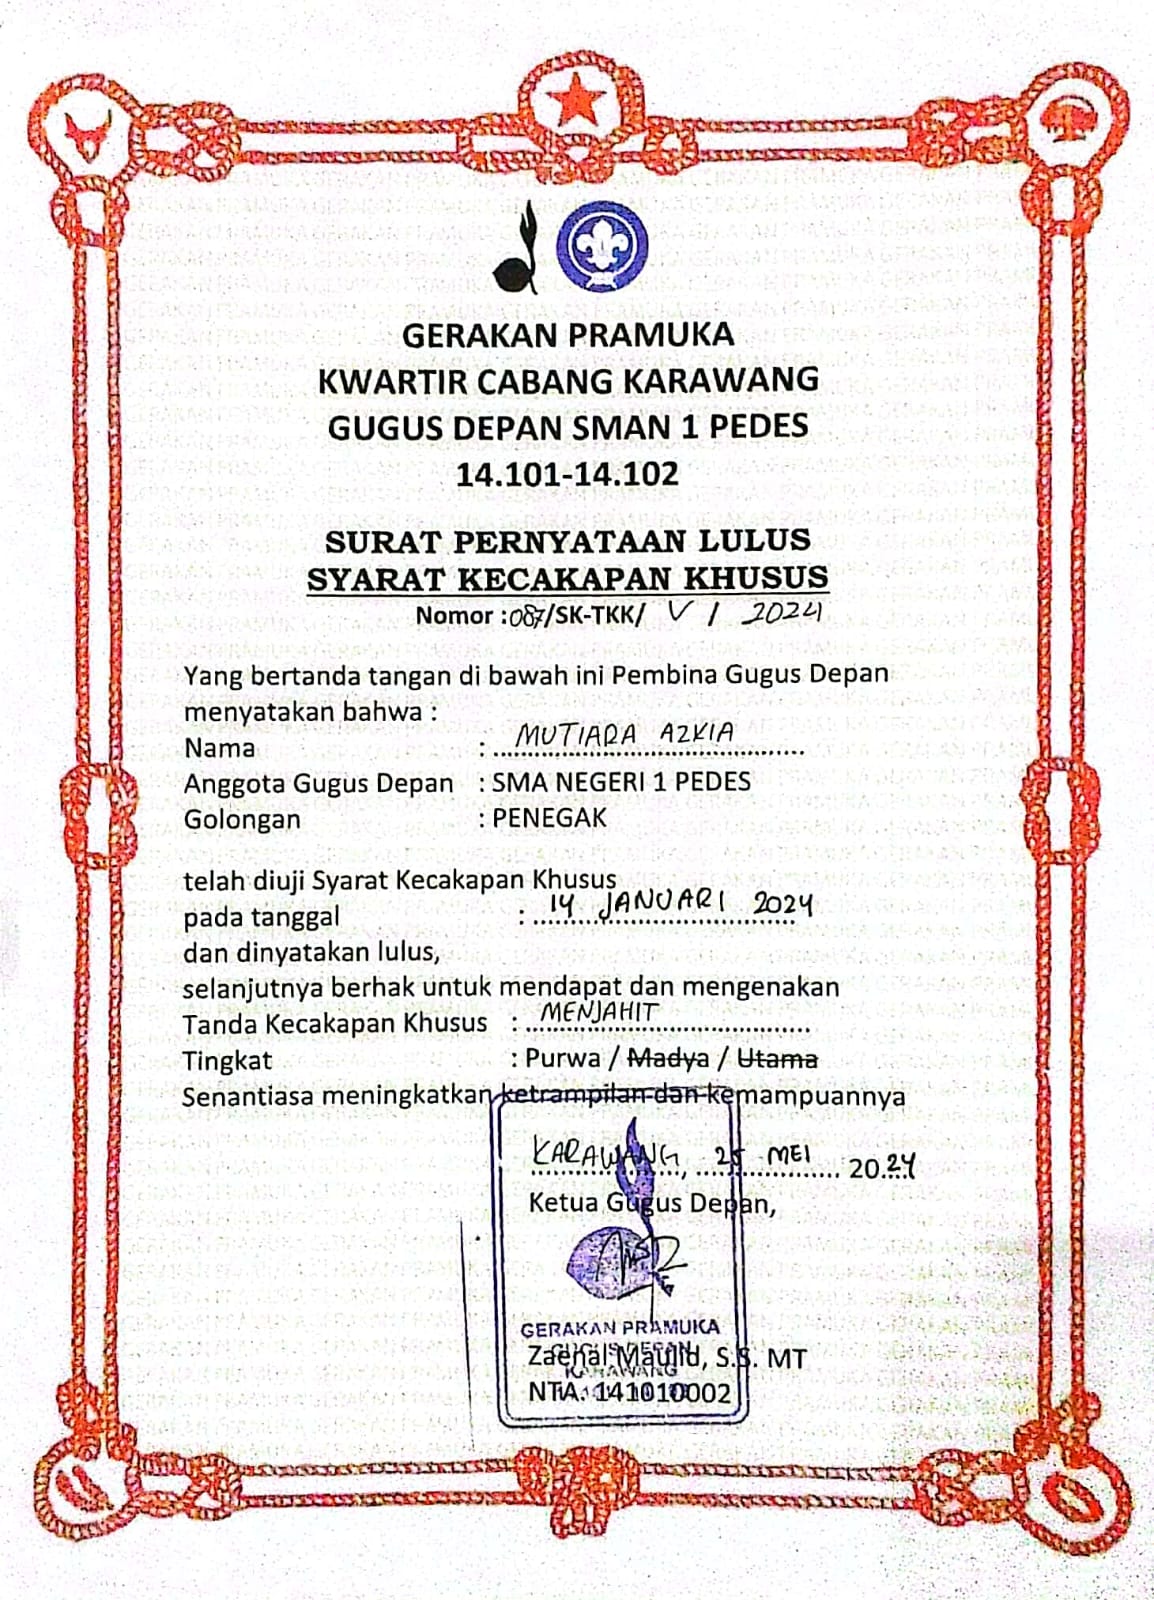 GERAKAN PRAMUKA
KWARTIR CABANG KARAWANG
GUGUS DEPAN SMAN 1 PEDES
14.101-14.102
SURAT PERNYATAAN LULUS
SYARAT KECAKAPAN KHUSUS
Nomor :087/SK-TKK/ V / 2024
Yang bertanda tangan di bawah ini Pembina Gugus Depan
menyatakan bahwa :
Nama : MUTIARA AZKIA
Anggota Gugus Depan : SMA NEGERI 1 PEDES
Golongan : PENEGAK
telah diuji Syarat Kecakapan Khusus
pada tanggal : 14 JANUARI 2024
dan dinyatakan lulus,
selanjutnya berhak untuk mendapat dan mengenakan
Tanda Kecakapan Khusus : MENJAHIT
Tingkat : Purwa / Madya / Utama
Senantiasa meningkatkan ketrampilan dan kemampuannya
KARAWANG, 25 MEI 2024
Ketua Gugus Depan,
GERAKAN PRAMUKA
GUGUS DEPAN
KARAWANG
Zaenal Maulid, S.S. MT
NTA. 141010002